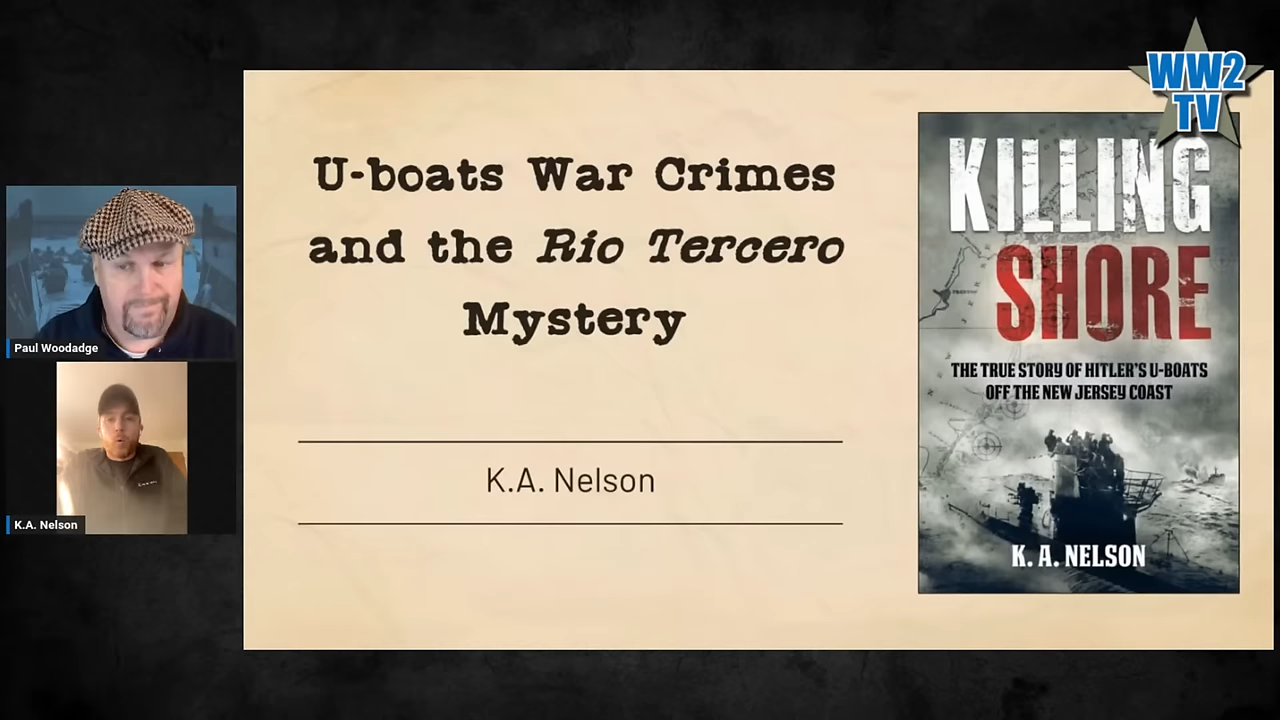 WW2
TV
U-boats War Crimes
and the Rio Tercero
Mystery
K.A. Nelson
KILLING
SHORE
THE TRUE STORY OF HITLER'S U-BOATS
OFF THE NEW JERSEY COAST
K. A. NELSON
Paul Woodadge
K.A. Nelson